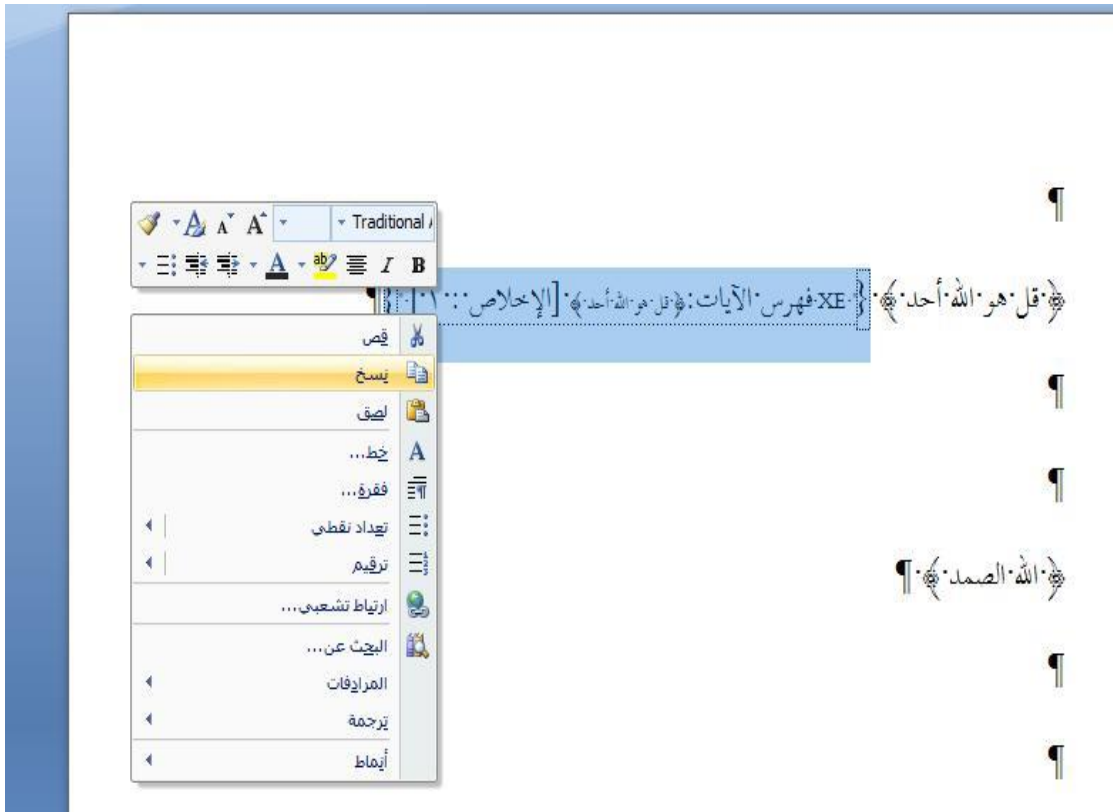 ¶
Traditional A
B I ab A
﴿·قل·هو·الله·أحد·﴾·{·XE·فهرس·الآيات:﴿·قل·هو·الله·أحد·﴾·[الإخلاص·:·١·]·}¶
قص
نسخ
¶
لصق
خط...
¶
فقرة...
تعداد نقطي
ترقيم
﴿·الله·الصمد·﴾·¶
ارتباط تشعبي...
البحث عن...
¶
المرادفات
ترجمة
أنماط
¶